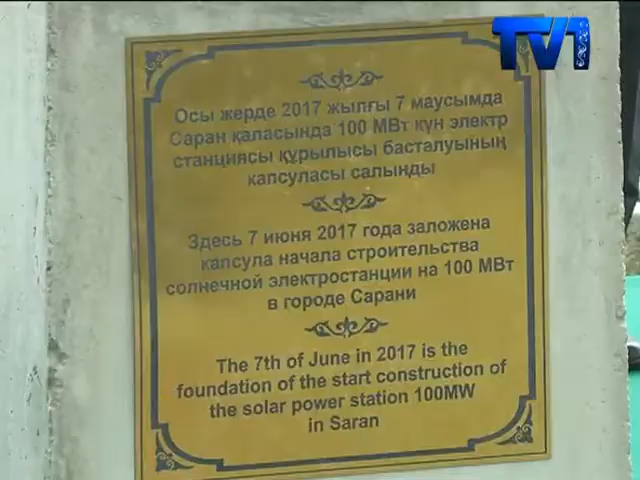 TV1
Осы жерде 2017 жылғы 7 маусымда
Саран қаласында 100 МВт күн электр
станциясы құрылысы басталуының
капсуласы салынды
Здесь 7 июня 2017 года заложена
капсула начала строительства
солнечной электростанции на 100 МВт
в городе Сарани
The 7th of June in 2017 is the
foundation of the start construction of
the solar power station 100MW
in Saran